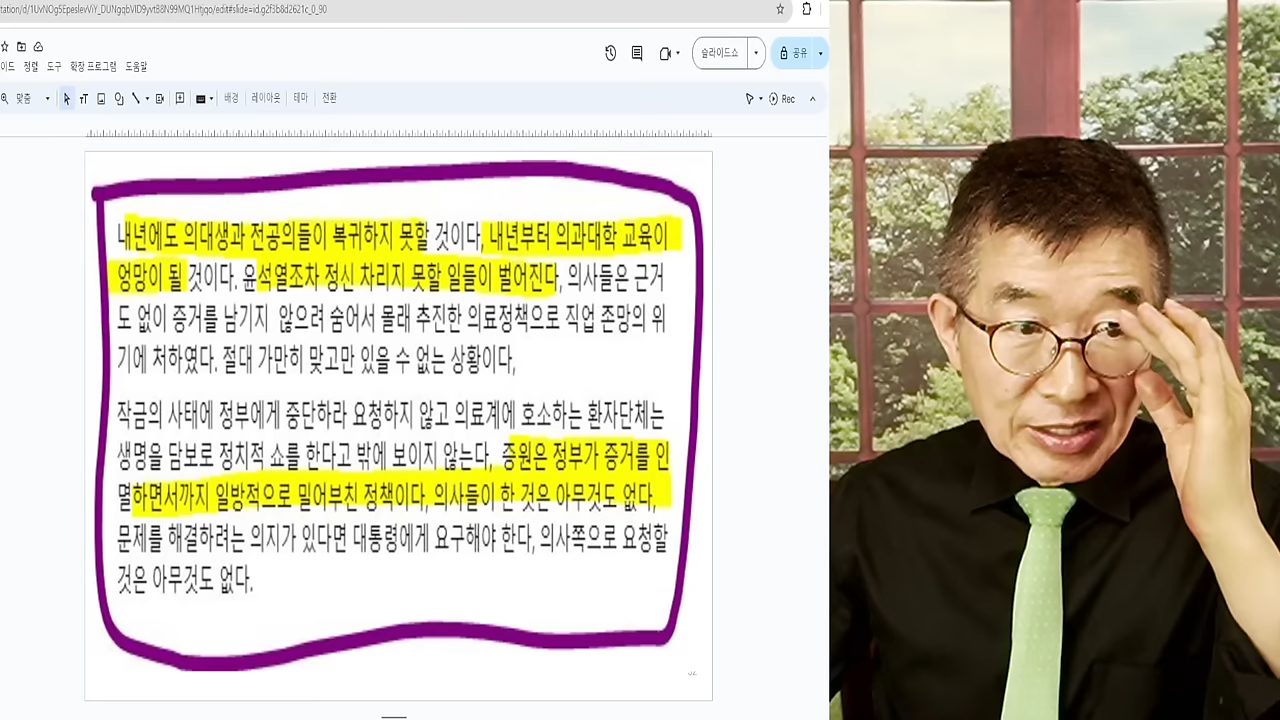 tation/d/1UvNOg5EpeslevViY_DUNgqbVID9yvtB8N99MQ1Htjqo/edit#slide=id.g2f3b8d2621c_0_90
슬라이드쇼
공유
이드 정렬 도구 확장 프로그램 도움말
맞춤 배경 레이아웃 테마 전환 Rec
내년에도 의대생과 전공의들이 복귀하지 못할 것이다, 내년부터 의과대학 교육이
엉망이 될 것이다. 윤석열조차 정신 차리지 못할 일들이 벌어진다, 의사들은 근거
도 없이 증거를 남기지 않으려 숨어서 몰래 추진한 의료정책으로 직업 존망의 위
기에 처하였다. 절대 가만히 맞고만 있을 수 없는 상황이다,
작금의 사태에 정부에게 중단하라 요청하지 않고 의료계에 호소하는 환자단체는
생명을 담보로 정치적 쇼를 한다고 밖에 보이지 않는다, 증원은 정부가 증거를 인
멸하면서까지 일방적으로 밀어부친 정책이다, 의사들이 한 것은 아무것도 없다,
문제를 해결하려는 의지가 있다면 대통령에게 요구해야 한다, 의사쪽으로 요청할
것은 아무것도 없다.